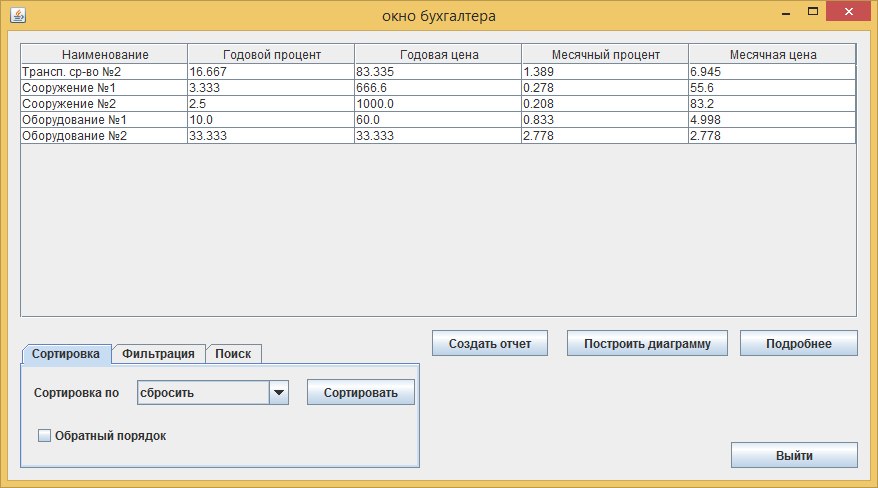 окно бухгалтера
Наименование Годовой процент Годовая цена Месячный процент Месячная цена
Трансп. ср-во №2 16.667 83.335 1.389 6.945
Сооружение №1 3.333 666.6 0.278 55.6
Сооружение №2 2.5 1000.0 0.208 83.2
Оборудование №1 10.0 60.0 0.833 4.998
Оборудование №2 33.333 33.333 2.778 2.778
Создать отчет Построить диаграмму Подробнее
Сортировка Фильтрация Поиск
Сортировка по сбросить Сортировать
Обратный порядок
Выйти